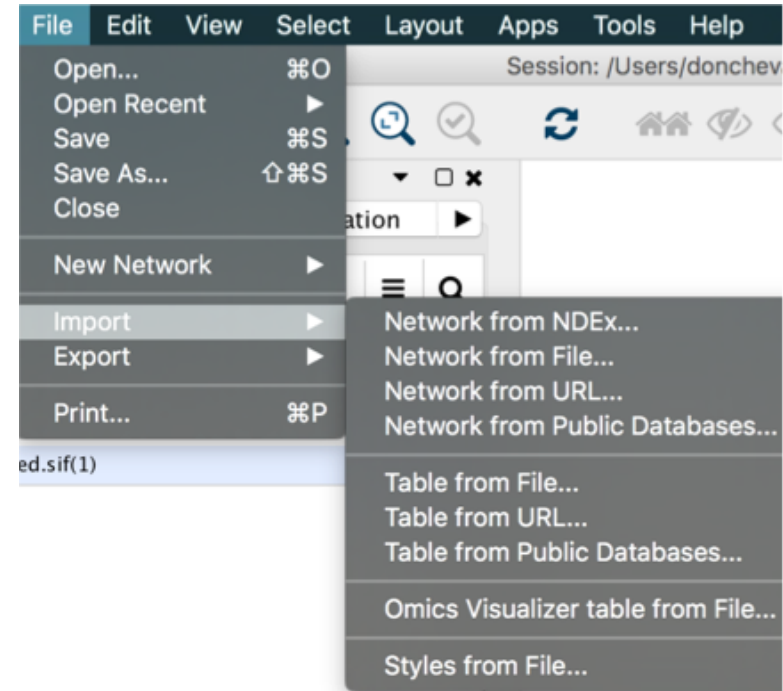 File Edit View Select Layout Apps Tools Help
Session: /Users/donchev
Open... ⌘O
Open Recent ▶
Save ⌘S
Save As... ⇧⌘S
Close
ation ▶
New Network ▶
Import ▶
Export ▶
Print... ⌘P
ed.sif(1)
Network from NDEx...
Network from File...
Network from URL...
Network from Public Databases...
Table from File...
Table from URL...
Table from Public Databases...
Omics Visualizer table from File...
Styles from File...